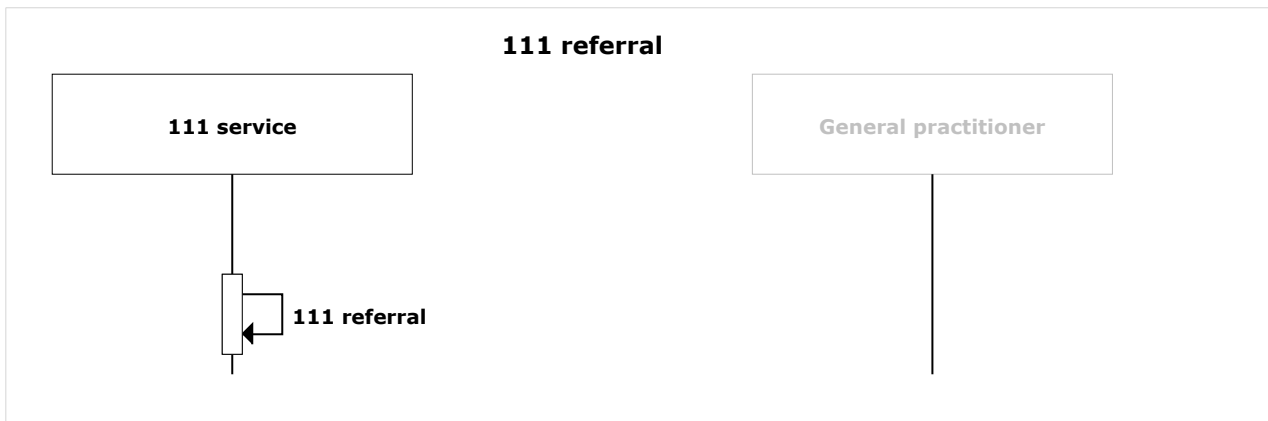 111 referral
111 service
General practitioner
111 referral